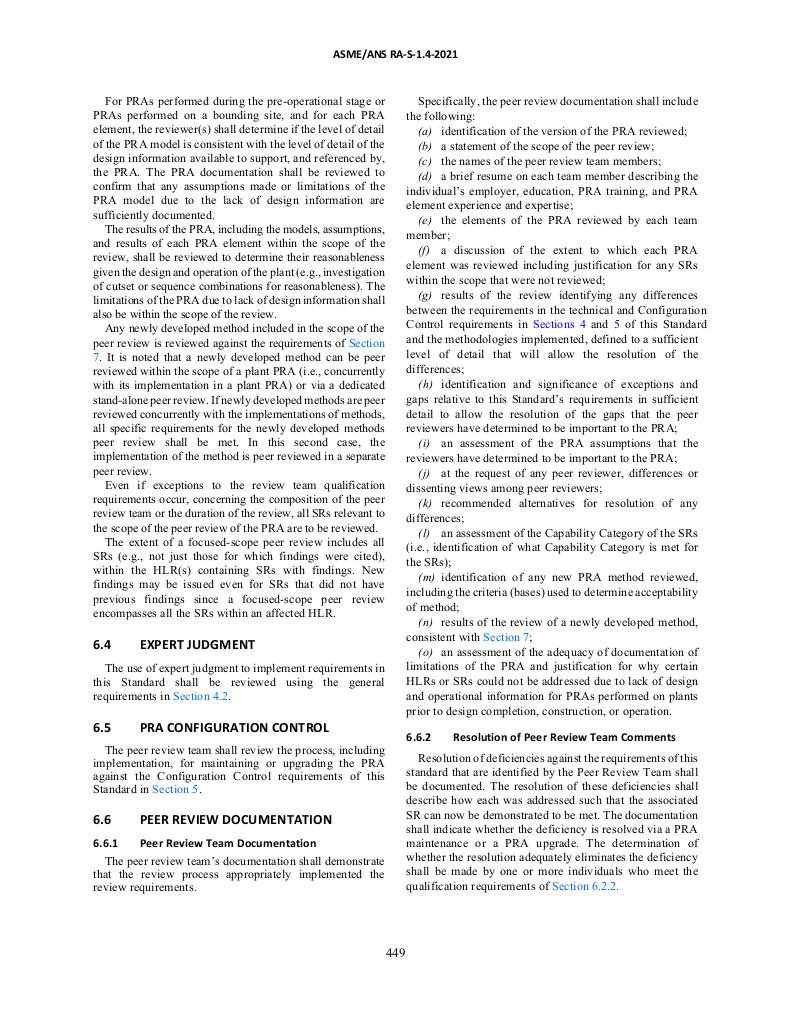 ASME/ANS RA-S-1.4-2021
For PRAs performed during the pre-operational stage or
PRAs performed on a bounding site, and for each PRA
element, the reviewer(s) shall determine if the level of detail
of the PRA model is consistent with the level of detail of the
design information available to support, and referenced by,
the PRA. The PRA documentation shall be reviewed to
confirm that any assumptions made or limitations of the
PRA model due to the lack of design information are
sufficiently documented.
The results of the PRA, including the models, assumptions,
and results of each PRA element within the scope of the
review, shall be reviewed to determine their reasonableness
given the design and operation of the plant (e.g., investigation
of cutset or sequence combinations for reasonableness). The
limitations of the PRA due to lack of design information shall
also be within the scope of the review.
Any newly developed method included in the scope of the
peer review is reviewed against the requirements of Section
7. It is noted that a newly developed method can be peer
reviewed within the scope of a plant PRA (i.e., concurrently
with its implementation in a plant PRA) or via a dedicated
stand-alone peer review. If newly developed methods are peer
reviewed concurrently with the implementations of methods,
all specific requirements for the newly developed methods
peer review shall be met. In this second case, the
implementation of the method is peer reviewed in a separate
peer review.
Even if exceptions to the review team qualification
requirements occur, concerning the composition of the peer
review team or the duration of the review, all SRs relevant to
the scope of the peer review of the PRA are to be reviewed.
The extent of a focused-scope peer review includes all
SRs (e.g., not just those for which findings were cited),
within the HLR(s) containing SRs with findings. New
findings may be issued even for SRs that did not have
previous findings since a focused-scope peer review
encompasses all the SRs within an affected HLR.
6.4 EXPERT JUDGMENT
The use of expert judgment to implement requirements in
this Standard shall be reviewed using the general
requirements in Section 4.2.
6.5 PRA CONFIGURATION CONTROL
The peer review team shall review the process, including
implementation, for maintaining or upgrading the PRA
against the Configuration Control requirements of this
Standard in Section 5.
6.6 PEER REVIEW DOCUMENTATION
6.6.1 Peer Review Team Documentation
The peer review team's documentation shall demonstrate
that the review process appropriately implemented the
review requirements.
Specifically, the peer review documentation shall include
the following:
(a) identification of the version of the PRA reviewed;
(b) a statement of the scope of the peer review;
(c) the names of the peer review team members;
(d) a brief resume on each team member describing the
individual's employer, education, PRA training, and PRA
element experience and expertise;
(e) the elements of the PRA reviewed by each team
member;
(f) a discussion of the extent to which each PRA
element was reviewed including justification for any SRs
within the scope that were not reviewed;
(g) results of the review identifying any differences
between the requirements in the technical and Configuration
Control requirements in Sections 4 and 5 of this Standard
and the methodologies implemented, defined to a sufficient
level of detail that will allow the resolution of the
differences;
(h) identification and significance of exceptions and
gaps relative to this Standard's requirements in sufficient
detail to allow the resolution of the gaps that the peer
reviewers have determined to be important to the PRA;
(i) an assessment of the PRA assumptions that the
reviewers have determined to be important to the PRA;
(j) at the request of any peer reviewer, differences or
dissenting views among peer reviewers;
(k) recommended alternatives for resolution of any
differences;
(l) an assessment of the Capability Category of the SRs
(i.e., identification of what Capability Category is met for
the SRs);
(m) identification of any new PRA method reviewed,
including the criteria (bases) used to determine acceptability
of method;
(n) results of the review of a newly developed method,
consistent with Section 7;
(o) an assessment of the adequacy of documentation of
limitations of the PRA and justification for why certain
HLRs or SRs could not be addressed due to lack of design
and operational information for PRAs performed on plants
prior to design completion, construction, or operation.
6.6.2 Resolution of Peer Review Team Comments
Resolution of deficiencies against the requirements of this
standard that are identified by the Peer Review Team shall
be documented. The resolution of these deficiencies shall
describe how each was addressed such that the associated
SR can now be demonstrated to be met. The documentation
shall indicate whether the deficiency is resolved via a PRA
maintenance or a PRA upgrade. The determination of
whether the resolution adequately eliminates the deficiency
shall be made by one or more individuals who meet the
qualification requirements of Section 6.2.2.
449